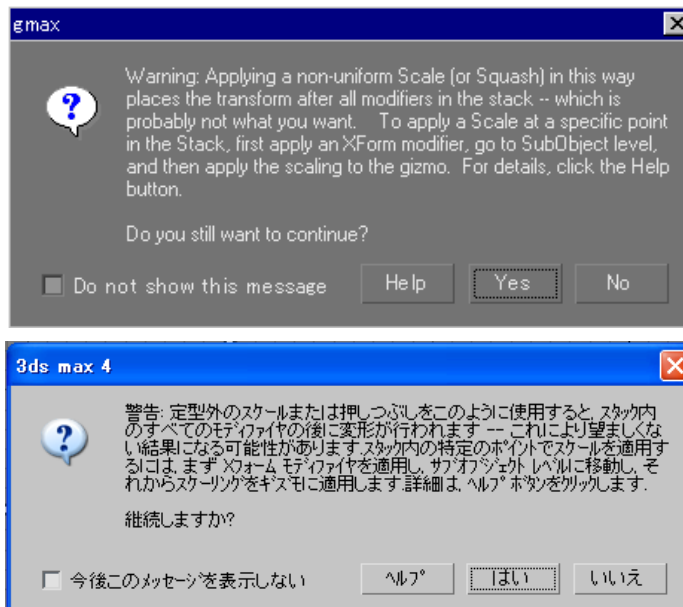 gmax
Warning: Applying a non-uniform Scale (or Squash) in this way
places the transform after all modifiers in the stack -- which is
probably not what you want. To apply a Scale at a specific point
in the Stack, first apply an XForm modifier, go to SubObject level,
and then apply the scaling to the gizmo. For details, click the Help
button.
Do you still want to continue?
Do not show this message
Help
Yes
No
3ds max 4
警告: 定型外のスケールまたは押しつぶしをこのように使用すると, スタック内
のすべてのモディファイヤの後に変形が行われます -- これにより望ましくな
い結果になる可能性があります.スタック内の特定のポイントでスケールを適用す
るには, まず Xフォーム モディファイヤを適用し, サブオブジェクト レベルに移動し, そ
れからスケーリングをギズモに適用します.詳細は, ヘルプ ボタンをクリックします.
継続しますか?
今後このメッセージを表示しない
ヘルプ
はい
いいえ